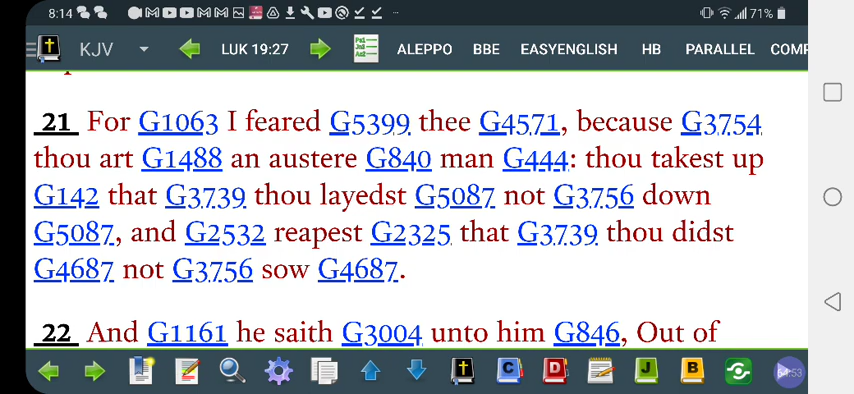 8:14 71%
KJV LUK 19:27 ALEPPO BBE EASYENGLISH HB PARALLEL COMP
21 For G1063 I feared G5399 thee G4571, because G3754
thou art G1488 an austere G840 man G444: thou takest up
G142 that G3739 thou layedst G5087 not G3756 down
G5087, and G2532 reapest G2325 that G3739 thou didst
G4687 not G3756 sow G4687.
22 And G1161 he saith G3004 unto him G846, Out of
C D J B